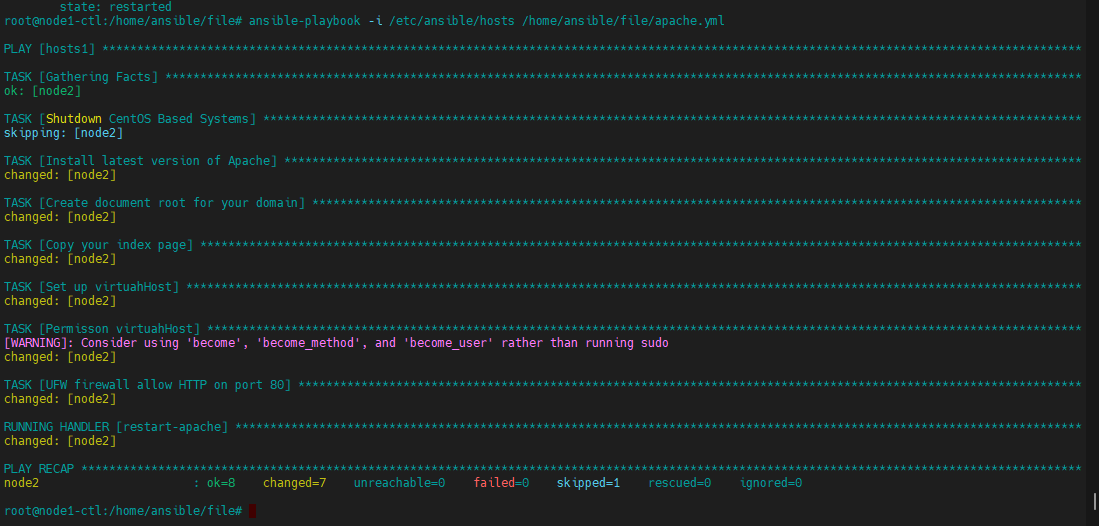 state: restarted
root@node1-ctl:/home/ansible/file# ansible-playbook -i /etc/ansible/hosts /home/ansible/file/apache.yml
PLAY [hosts1] ********************************************************************************************************************************************
TASK [Gathering Facts] ***********************************************************************************************************************************
ok: [node2]
TASK [Shutdown CentOS Based Systems] *********************************************************************************************************************
skipping: [node2]
TASK [Install latest version of Apache] ******************************************************************************************************************
changed: [node2]
TASK [Create document root for your domain] **************************************************************************************************************
changed: [node2]
TASK [Copy your index page] ******************************************************************************************************************************
changed: [node2]
TASK [Set up virtuahHost] ********************************************************************************************************************************
changed: [node2]
TASK [Permisson virtuahHost] *****************************************************************************************************************************
[WARNING]: Consider using 'become', 'become_method', and 'become_user' rather than running sudo
changed: [node2]
TASK [UFW firewall allow HTTP on port 80] ****************************************************************************************************************
changed: [node2]
RUNNING HANDLER [restart-apache] *************************************************************************************************************************
changed: [node2]
PLAY RECAP ***********************************************************************************************************************************************
node2 : ok=8 changed=7 unreachable=0 failed=0 skipped=1 rescued=0 ignored=0
root@node1-ctl:/home/ansible/file#